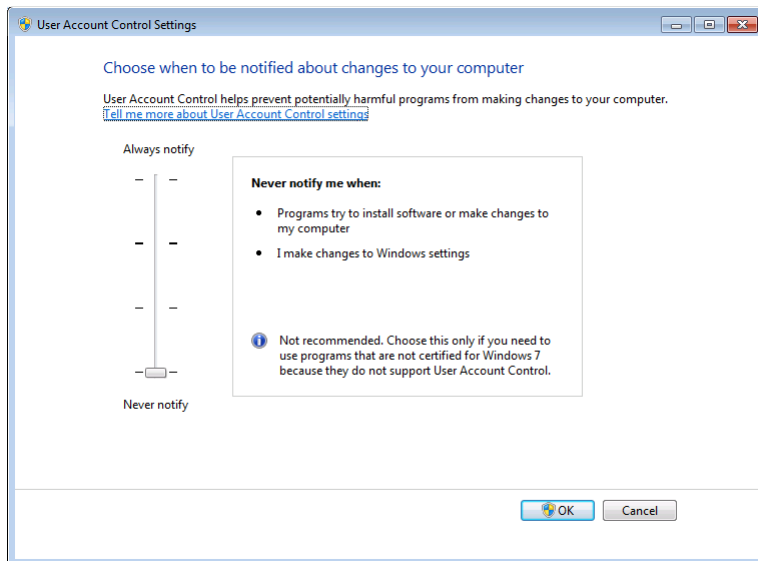 User Account Control Settings
Choose when to be notified about changes to your computer
User Account Control helps prevent potentially harmful programs from making changes to your computer.
Tell me more about User Account Control settings
Always notify
Never notify me when:
• Programs try to install software or make changes to
my computer
• I make changes to Windows settings
Not recommended. Choose this only if you need to
use programs that are not certified for Windows 7
because they do not support User Account Control.
Never notify
OK
Cancel